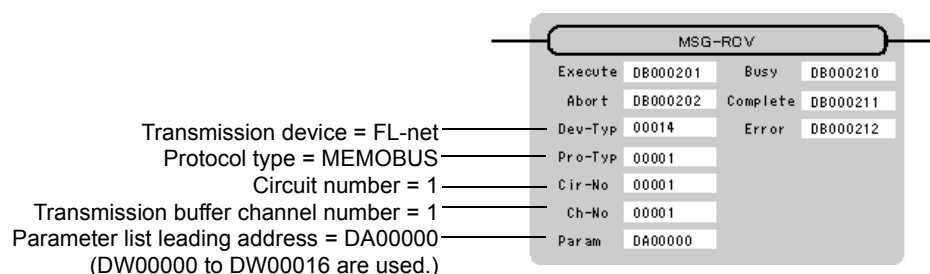 MSG-RCV
Execute DB000201 Busy DB000210
Abort DB000202 Complete DB000211
Transmission device = FL-net Dev-Typ 00014 Error DB000212
Protocol type = MEMOBUS Pro-Typ 00001
Circuit number = 1 Cir-No 00001
Transmission buffer channel number = 1 Ch-No 00001
Parameter list leading address = DA00000 Param DA00000
(DW00000 to DW00016 are used.)